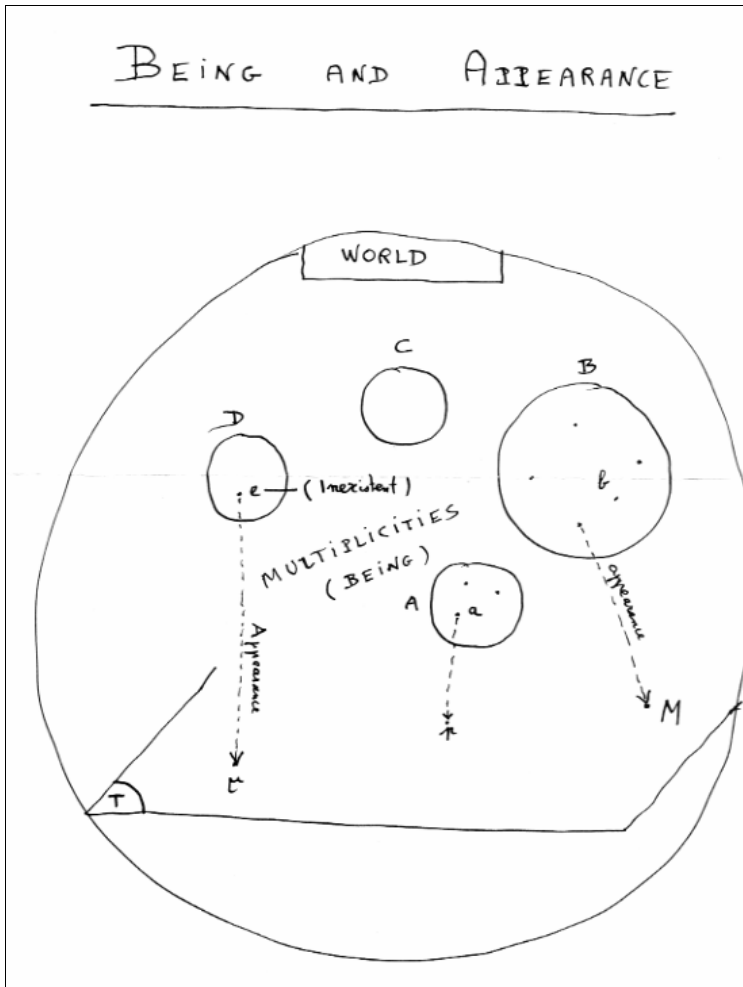 BEING AND APPEARANCE
WORLD
C
B
D
e
(Inexistent)
b
MULTIPLICITIES
(BEING)
A
a
Appearance
appearance
M
T